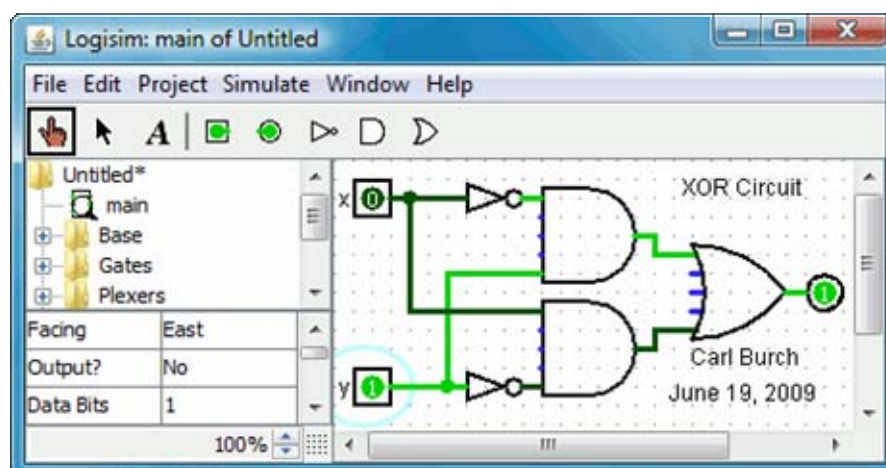 Logisim: main of Untitled
File Edit Project Simulate Window Help
A
Untitled*
main
Base
Gates
Plexers
Facing East
Output? No
Data Bits 1
100%
XOR Circuit
x 0
1
y 1
Carl Burch
June 19, 2009